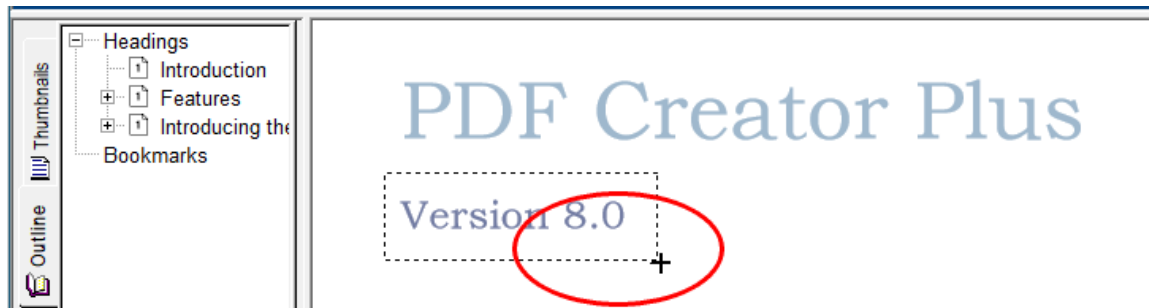 Thumbnails
Outline
Headings
Introduction
Features
Introducing the
Bookmarks
PDF Creator Plus
Version 8.0